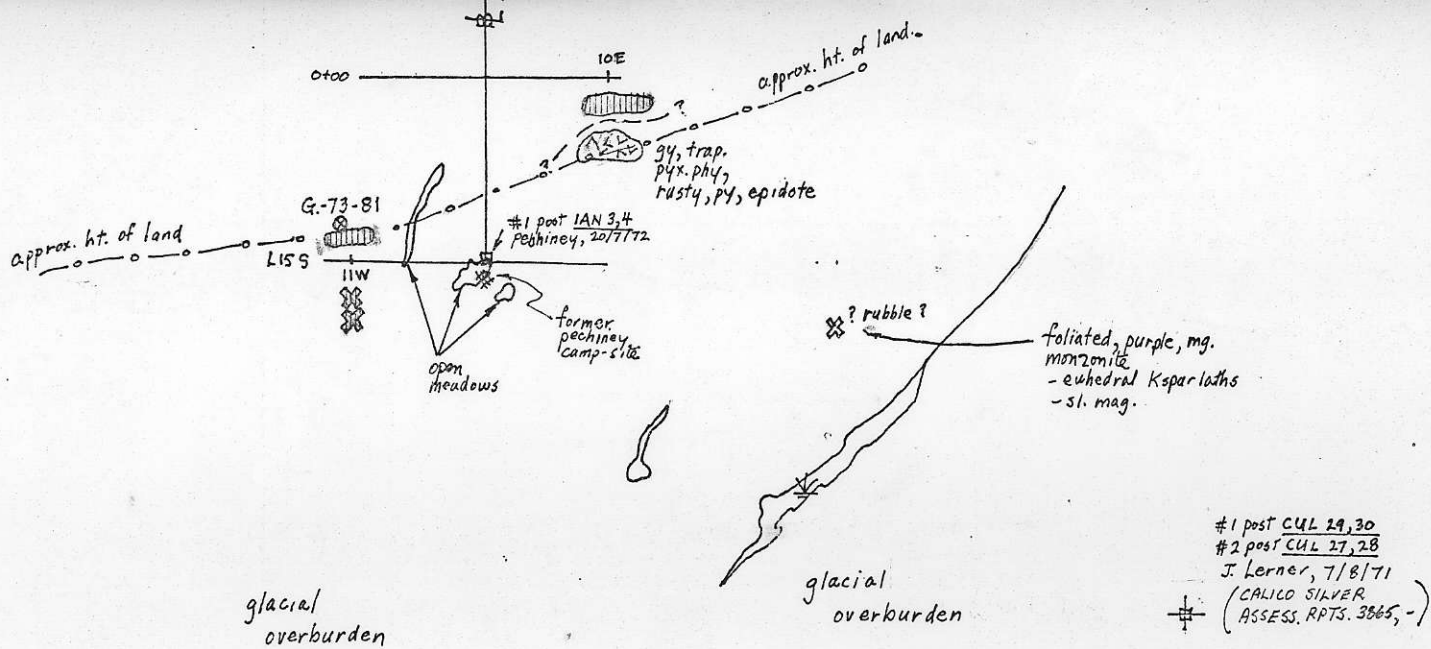 10E
0+00
approx. ht. of land.
?
?
gy, trap.
pyx. phy,
rusty, py, epidote
G.-73-81
#1 post IAN 3,4
Pechiney, 20/7/72
approx. ht. of land
L15S
11W
former
pechiney
camp-site
open
meadows
? rubble ?
foliated, purple, mg.
monzonite
- euhedral Kspar laths
- sl. mag.
#1 post CUL 29,30
#2 post CUL 27,28
J. Lerner, 7/8/71
(CALICO SILVER
ASSESS. RPTS. 3865, -)
glacial
overburden
glacial
overburden